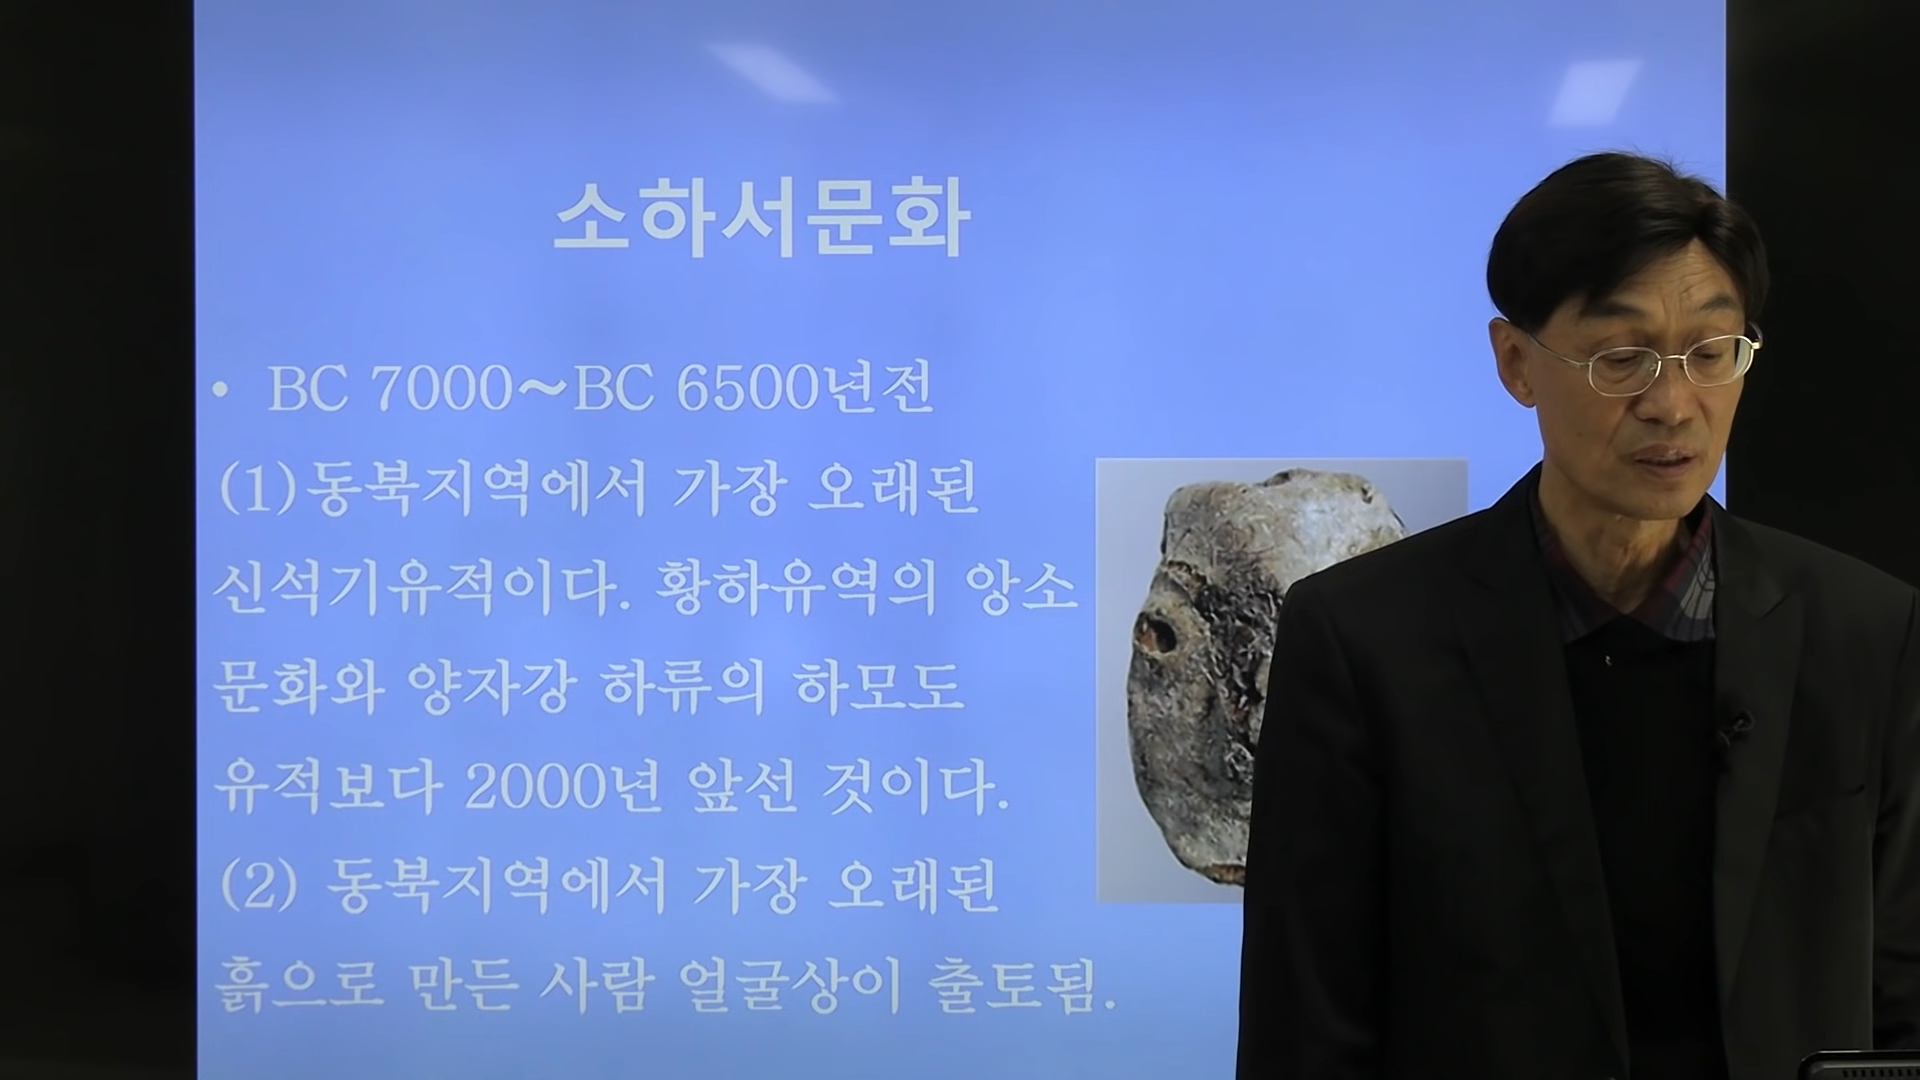 소하서문화
• BC 7000~BC 6500년전
(1)동북지역에서 가장 오래된
신석기유적이다. 황하유역의 앙소
문화와 양자강 하류의 하모도
유적보다 2000년 앞선 것이다.
(2) 동북지역에서 가장 오래된
흙으로 만든 사람 얼굴상이 출토됨.